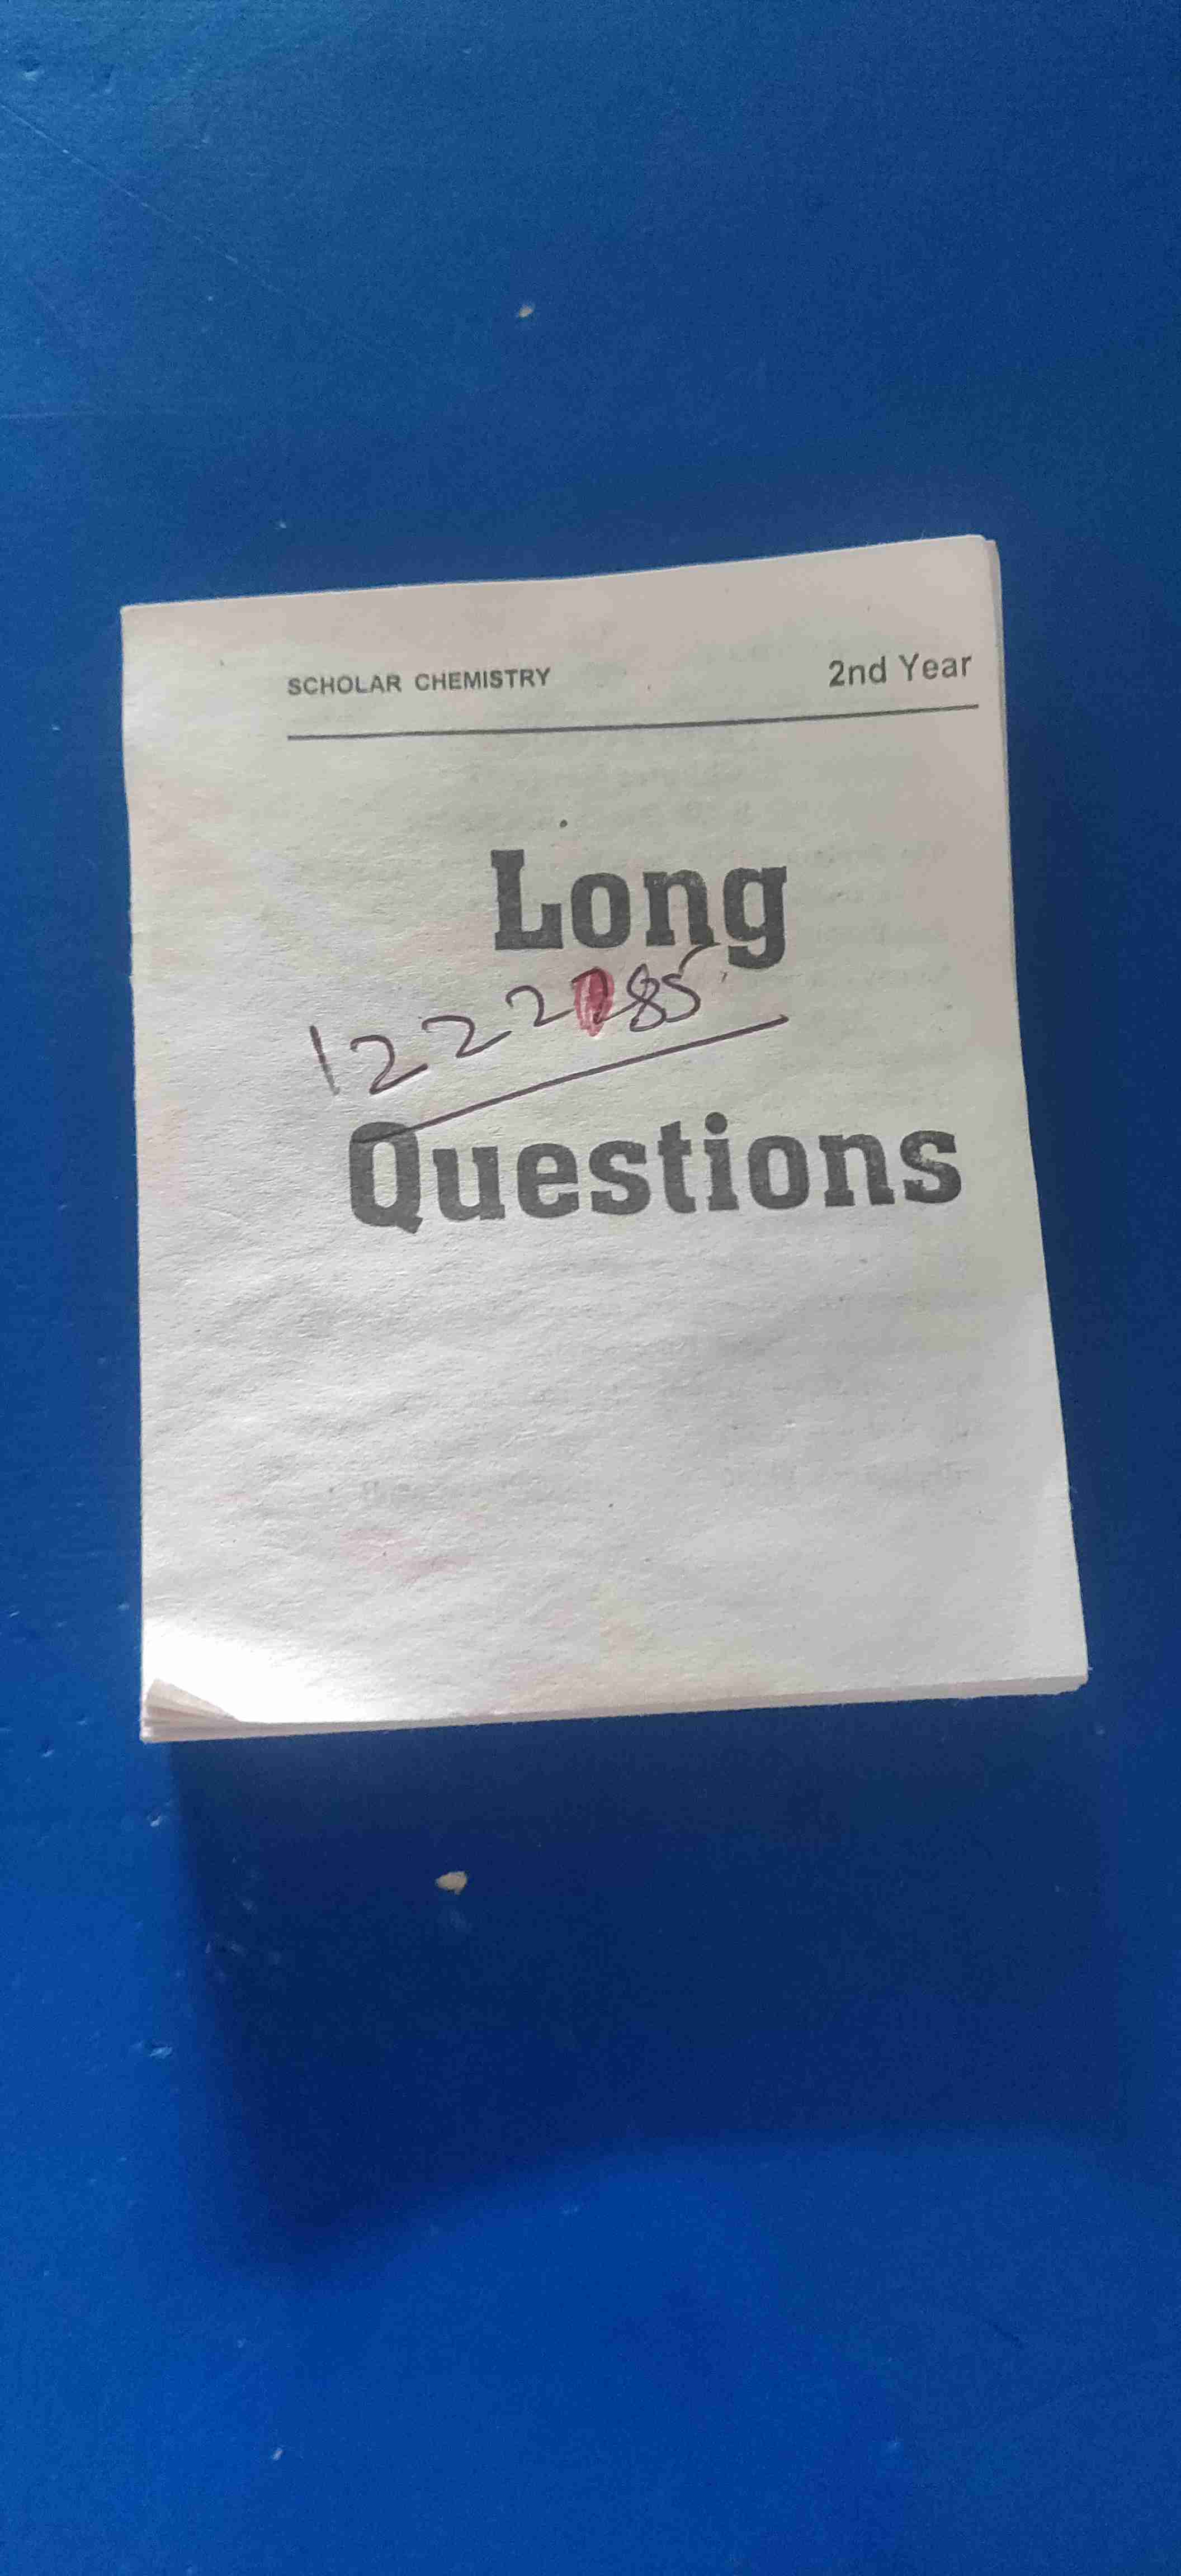 SCHOLAR CHEMISTRY 2nd Year
Long
Questions